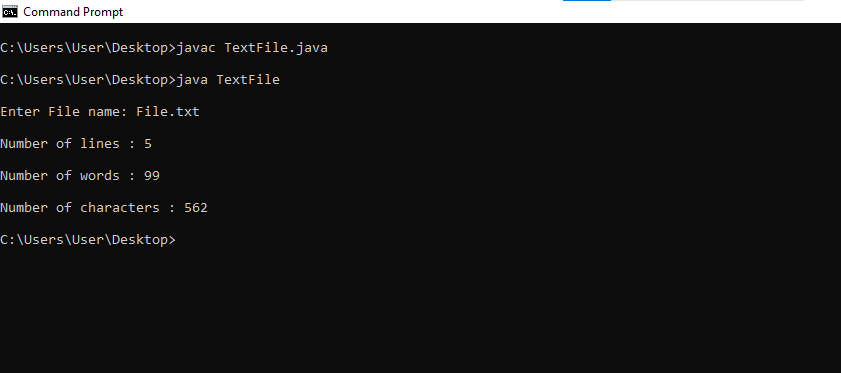 Command Prompt
C:\Users\User\Desktop>javac TextFile.java
C:\Users\User\Desktop>java TextFile
Enter File name: File.txt
Number of lines : 5
Number of words : 99
Number of characters : 562
C:\Users\User\Desktop>